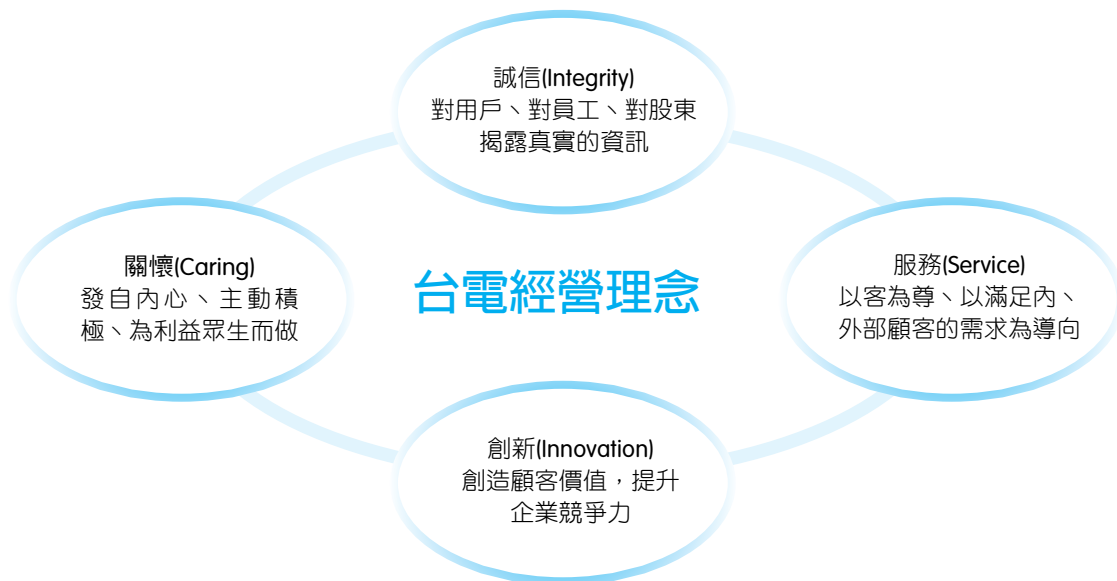 誠信(Integrity)
對用戶、對員工、對股東
揭露真實的資訊
關懷(Caring)
發自內心、主動積
極、為利益眾生而做
台電經營理念
服務(Service)
以客為尊、以滿足內、
外部顧客的需求為導向
創新(Innovation)
創造顧客價值，提升
企業競爭力